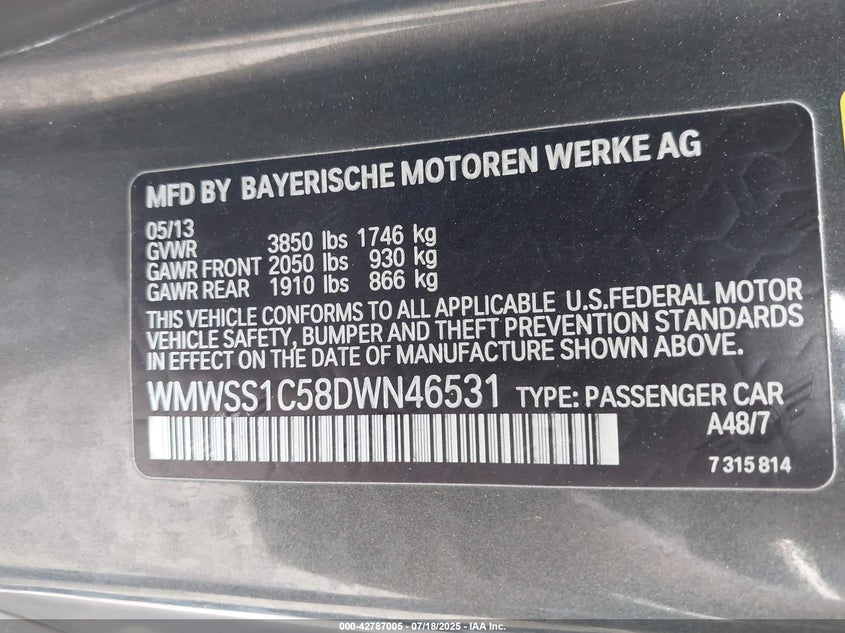 MFD BY BAYERISCHE MOTOREN WERKE AG
05/13
GVWR 3850 lbs 1746 kg
GAWR FRONT 2050 lbs 930 kg
GAWR REAR 1910 lbs 866 kg
THIS VEHICLE CONFORMS TO ALL APPLICABLE U.S.FEDERAL MOTOR
VEHICLE SAFETY, BUMPER AND THEFT PREVENTION STANDARDS
IN EFFECT ON THE DATE OF MANUFACTURE SHOWN ABOVE.
WMWSS1C58DWN46531 TYPE: PASSENGER CAR
A48/7
7 315 814
000-42787005 - 07/18/2025 - IAA Inc.